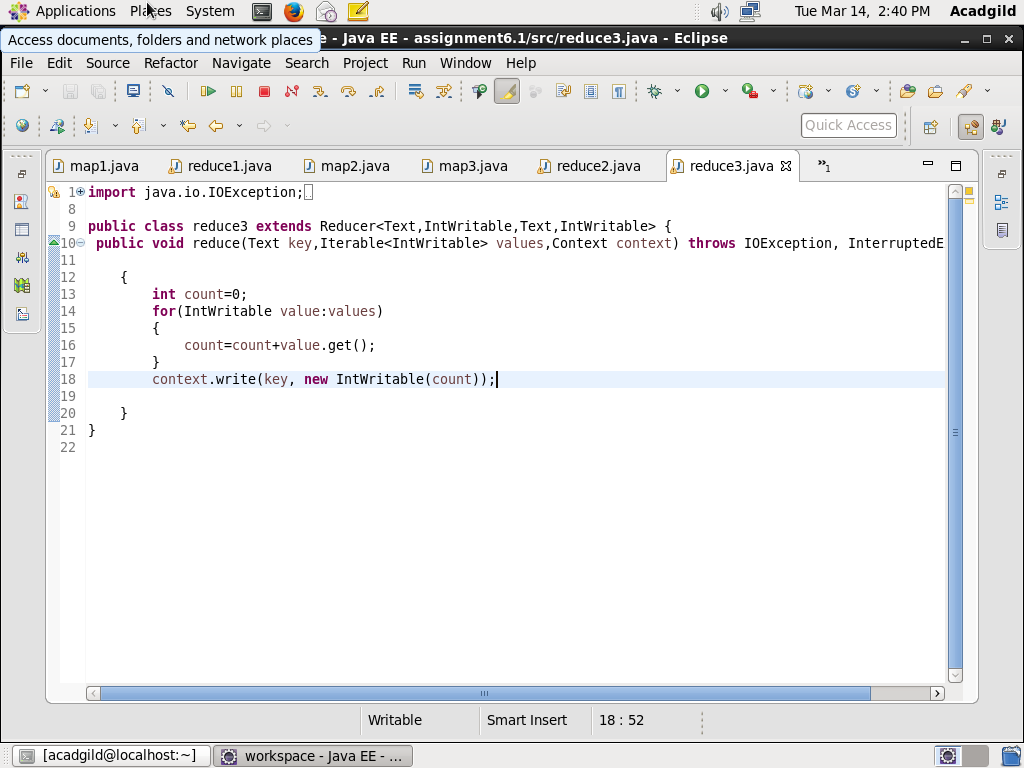 Applications Places System Tue Mar 14, 2:40 PM Acadgild
Access documents, folders and network places
e - Java EE - assignment6.1/src/reduce3.java - Eclipse
File Edit Source Refactor Navigate Search Project Run Window Help
Quick Access
map1.java reduce1.java map2.java map3.java reduce2.java reduce3.java »1
1 import java.io.IOException;
8
9 public class reduce3 extends Reducer<Text,IntWritable,Text,IntWritable> {
10 public void reduce(Text key,Iterable<IntWritable> values,Context context) throws IOException, InterruptedE
11
12 {
13 int count=0;
14 for(IntWritable value:values)
15 {
16 count=count+value.get();
17 }
18 context.write(key, new IntWritable(count));
19
20 }
21 }
22
Writable Smart Insert 18 : 52
[acadgild@localhost:~] workspace - Java EE - ...